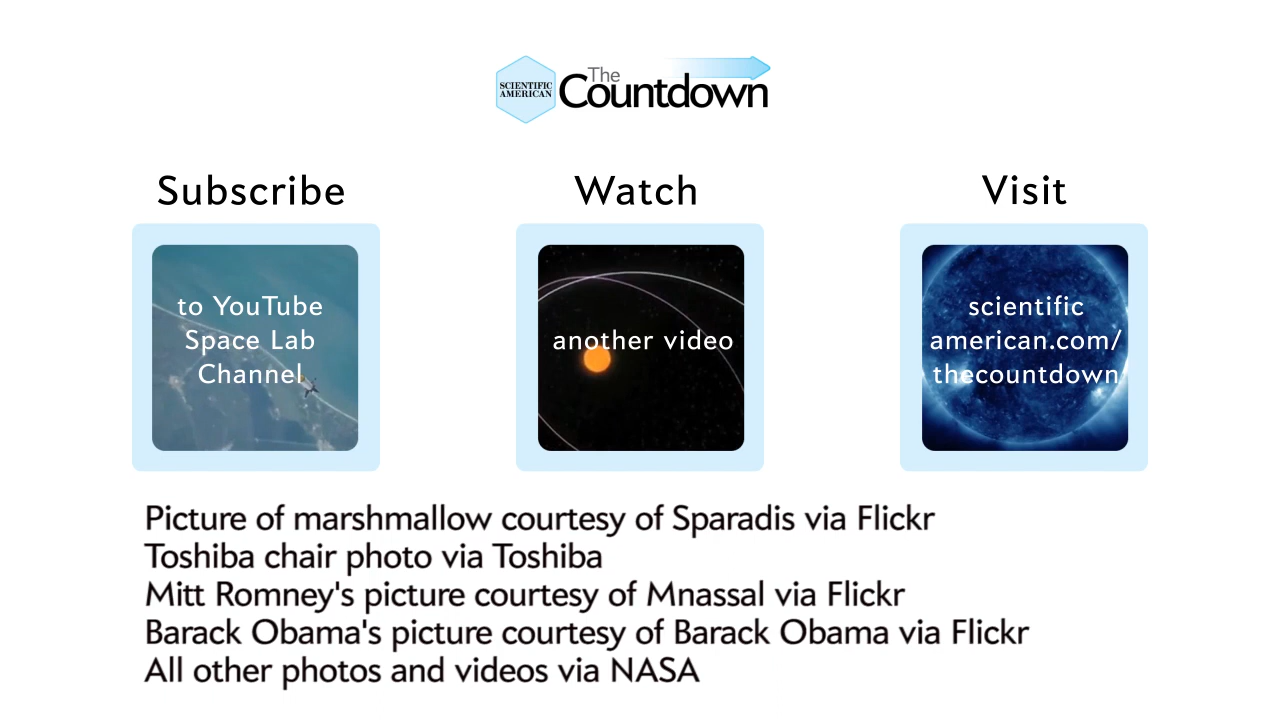 SCIENTIFIC
AMERICAN
The
Countdown
Subscribe
Watch
Visit
to YouTube
Space Lab
Channel
another video
scientific
american.com/
thecountdown
Picture of marshmallow courtesy of Sparadis via Flickr
Toshiba chair photo via Toshiba
Mitt Romney's picture courtesy of Mnassal via Flickr
Barack Obama's picture courtesy of Barack Obama via Flickr
All other photos and videos via NASA